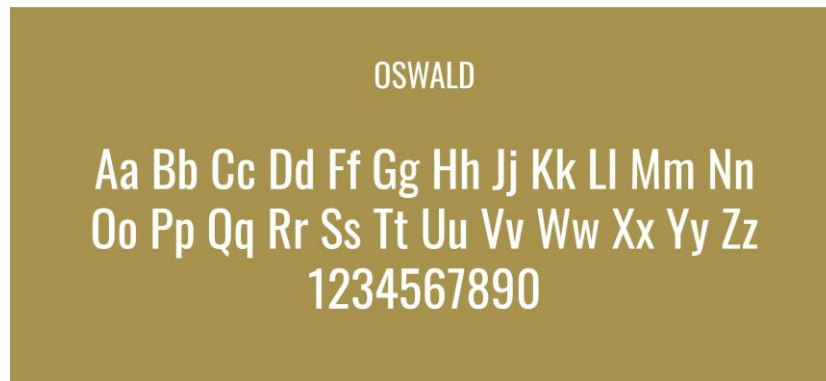 OSWALD
Aa Bb Cc Dd Ff Gg Hh Jj Kk Ll Mm Nn
Oo Pp Qq Rr Ss Tt Uu Vv Ww Xx Yy Zz
1234567890